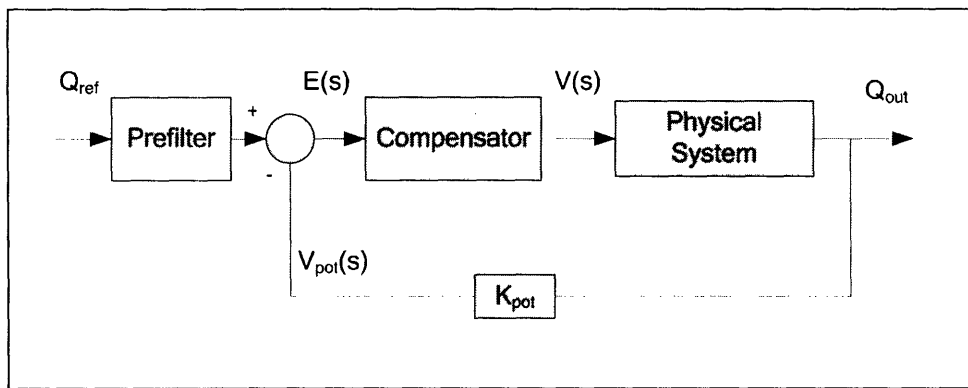 Q_ref
Prefilter
+
-
E(s)
Compensator
V(s)
Physical
System
Q_out
V_pot(s)
K_pot